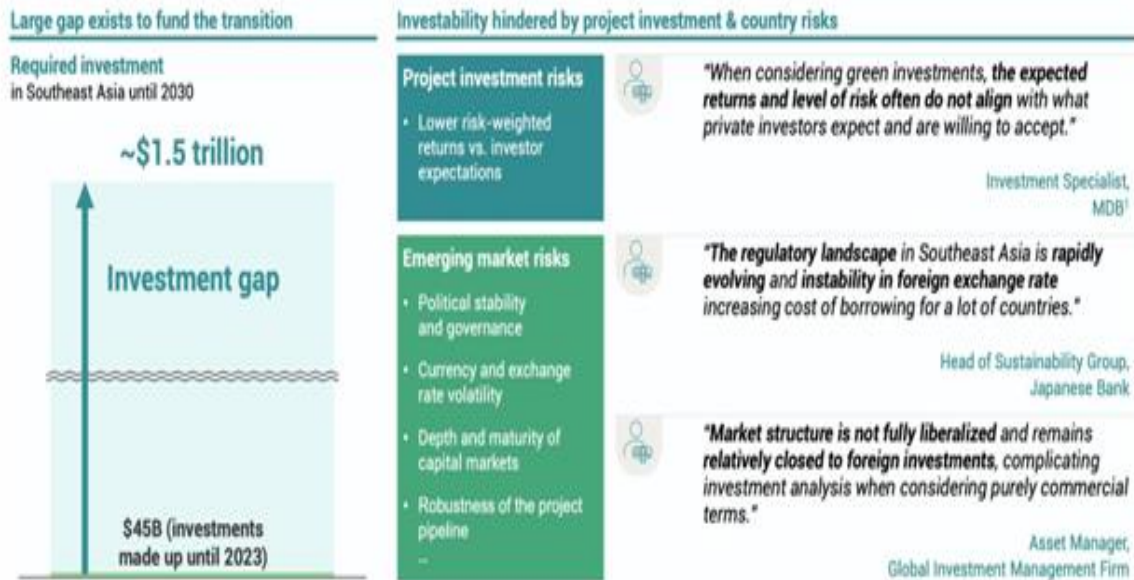 Large gap exists to fund the transition
Required investment
in Southeast Asia until 2030
~$1.5 trillion
Investment gap
$45B (investments
made up until 2023)
Investability hindered by project investment & country risks
Project investment risks
• Lower risk-weighted
returns vs. investor
expectations
"When considering green investments, the expected
returns and level of risk often do not align with what
private investors expect and are willing to accept."
Investment Specialist,
MDB¹
Emerging market risks
• Political stability
and governance
• Currency and exchange
rate volatility
• Depth and maturity of
capital markets
• Robustness of the project
pipeline
...
"The regulatory landscape in Southeast Asia is rapidly
evolving and instability in foreign exchange rate
increasing cost of borrowing for a lot of countries."
Head of Sustainability Group,
Japanese Bank
"Market structure is not fully liberalized and remains
relatively closed to foreign investments, complicating
investment analysis when considering purely commercial
terms."
Asset Manager,
Global Investment Management Firm